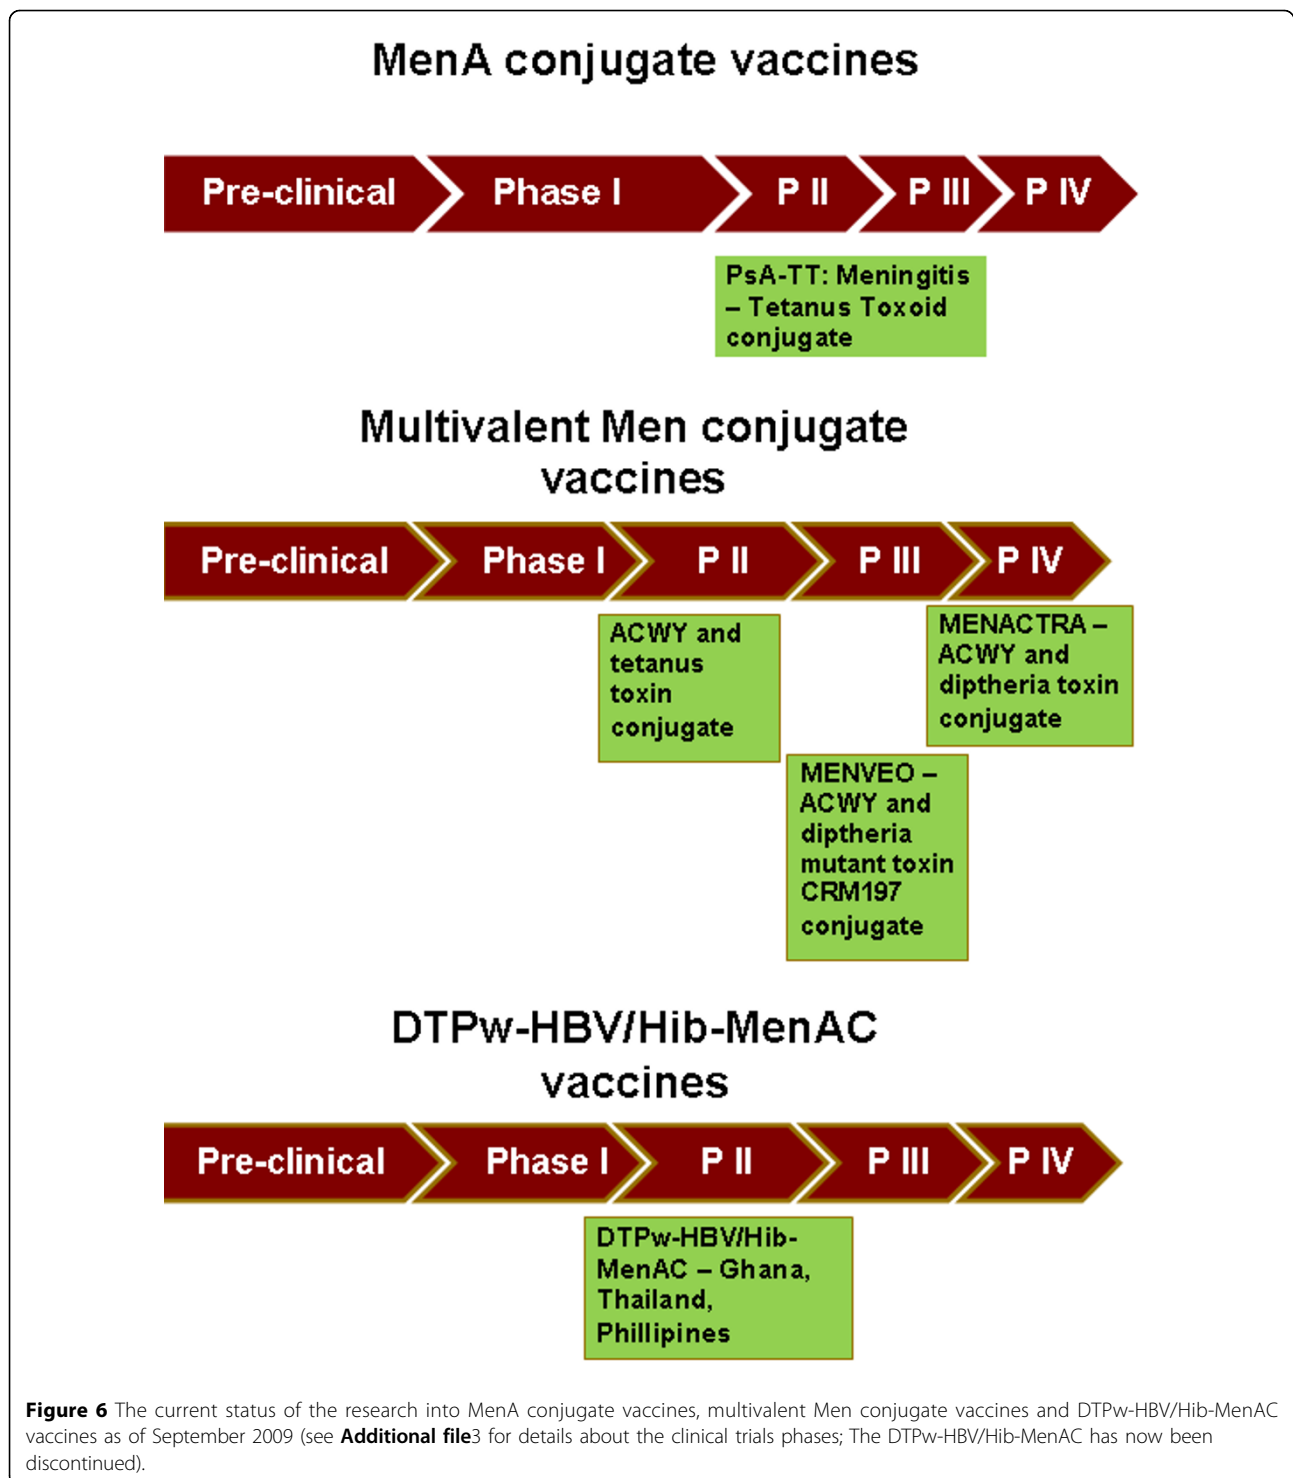 MenA conjugate vaccines
Pre-clinical Phase I P II P III P IV
PsA-TT: Meningitis
– Tetanus Toxoid
conjugate
Multivalent Men conjugate
vaccines
Pre-clinical Phase I P II P III P IV
ACWY and
tetanus
toxin
conjugate
MENACTRA –
ACWY and
diptheria toxin
conjugate
MENVEO –
ACWY and
diptheria
mutant toxin
CRM197
conjugate
DTPw-HBV/Hib-MenAC
vaccines
Pre-clinical Phase I P II P III P IV
DTPw-HBV/Hib-
MenAC – Ghana,
Thailand,
Phillipines
Figure 6 The current status of the research into MenA conjugate vaccines, multivalent Men conjugate vaccines and DTPw-HBV/Hib-MenAC
vaccines as of September 2009 (see Additional file3 for details about the clinical trials phases; The DTPw-HBV/Hib-MenAC has now been
discontinued).